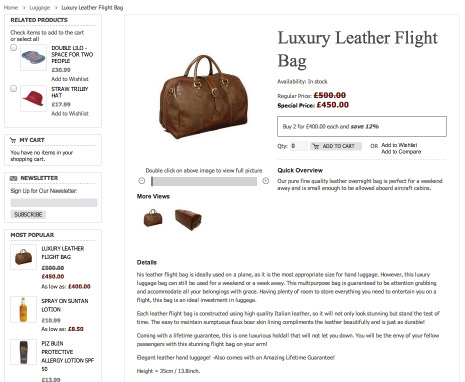 Home > Luggage > Luxury Leather Flight Bag
RELATED PRODUCTS
Check items to add to the cart
or select all
DOUBLE LILO -
SPACE FOR TWO
PEOPLE
£30.99
Add to Wishlist
STRAW TRILBY
HAT
£17.99
Add to Wishlist
MY CART
You have no items in your
shopping cart.
NEWSLETTER
Sign Up for Our Newsletter:
SUBSCRIBE
MOST POPULAR
LUXURY LEATHER
FLIGHT BAG
£500.00
£450.00
As low as: £400.00
SPRAY ON SUNTAN
LOTION
£10.99
As low as: £8.50
PIZ BUIN
PROTECTIVE
ALLERGY LOTION SPF
50
£13.99
Double click on above image to view full picture
More Views
Luxury Leather Flight
Bag
Availability: In stock
Regular Price: £500.00
Special Price: £450.00
Buy 2 for £400.00 each and save 12%
Qty: 0 ADD TO CART OR Add to Wishlist
Add to Compare
Quick Overview
Our pure fine quality leather overnight bag is perfect for a weekend
away and is small enough to be allowed aboard aircraft cabins.
Details
his leather flight bag is ideally used on a plane, as it is the most appropriate size for hand luggage. However, this luxury
luggage bag can still be used for a weekend or a week away. This multipurpose bag is guaranteed to be attention grabbing
and accommodate all your belongings with grace. Having plenty of room to store everything you need to entertain you on a
flight, this bag is an ideal investment in luggage.
Each leather flight bag is constructed using high quality Italian leather, so it will not only look stunning but stand the test of
time. The easy to maintain sumptuous faux boar skin lining compliments the leather beautifully and is just as durable!
Coming with a lifetime guarantee, this is one luxurious holdall that will not let you down. You will be the envy of your fellow
passengers with this stunning flight bag on your arm!
Elegant leather hand luggage! -Also comes with an Amazing Lifetime Guarantee!
Height = 35cm / 13.8inch.